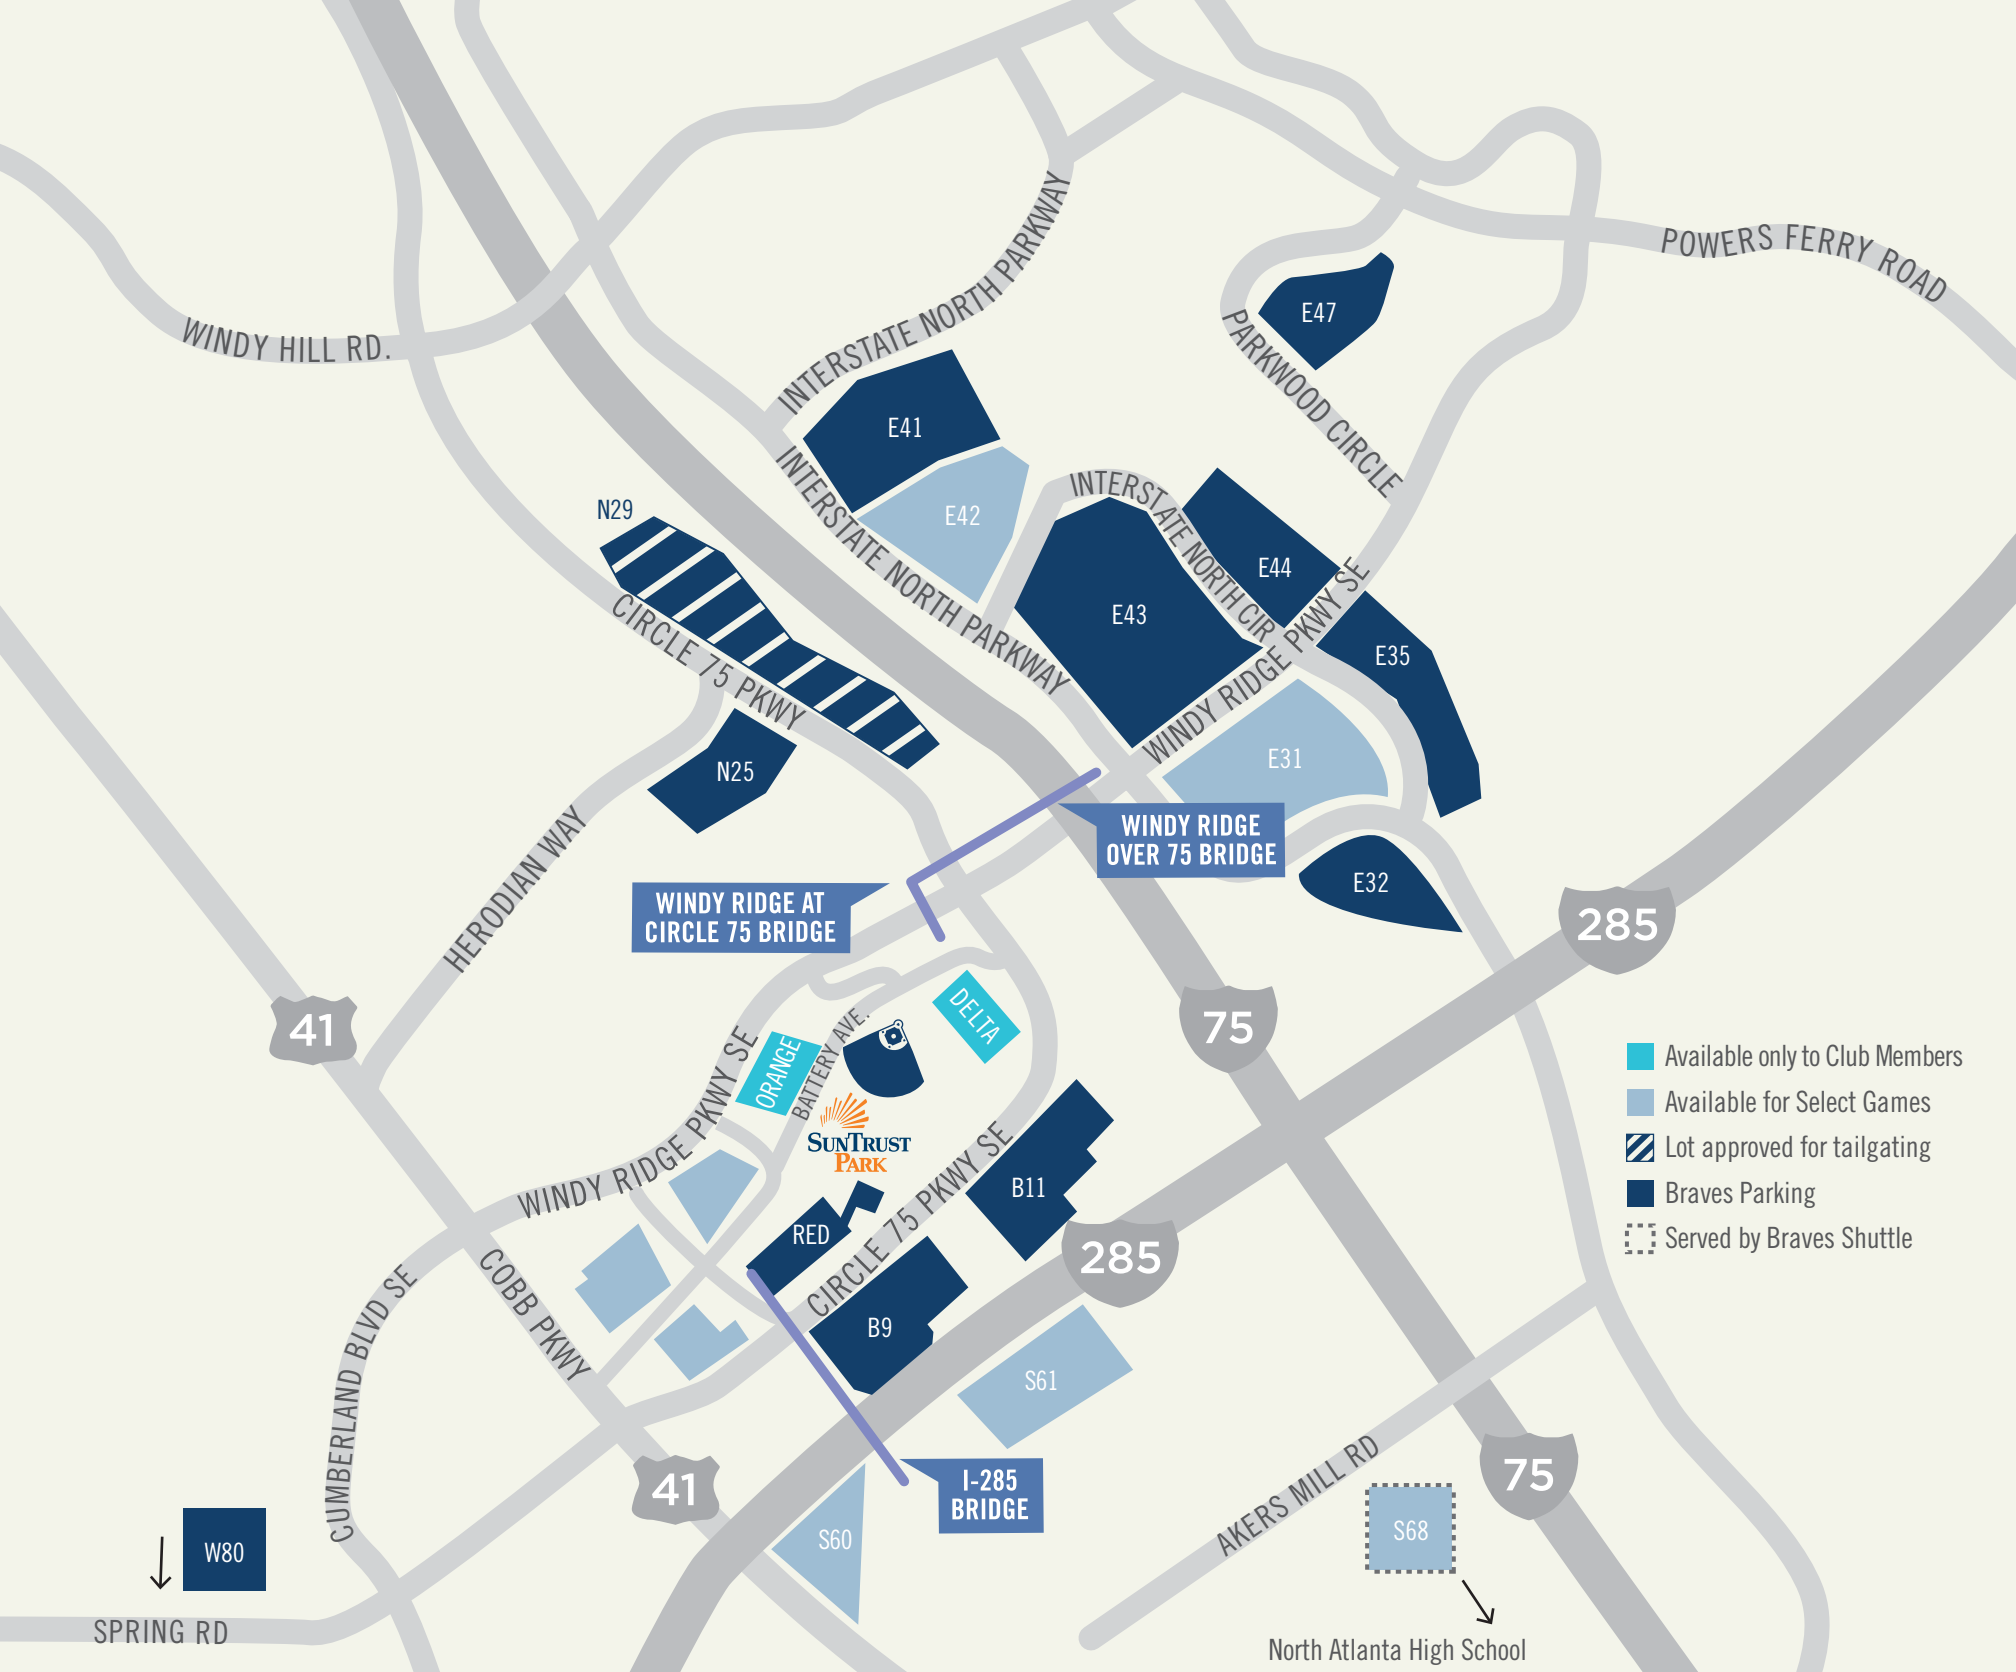 POWERS FERRY ROAD
INTERSTATE NORTH PARKWAY
WINDY HILL RD.
E47
PARKWOOD CIRCLE
E41
INTERSTATE NORTH PARKWAY
E42
INTERSTATE NORTH CIR
N29
E44
E43
WINDY RIDGE PKWY SE
E35
CIRCLE 75 PKWY
N25
E31
WINDY RIDGE
OVER 75 BRIDGE
HERODIAN WAY
E32
WINDY RIDGE AT
CIRCLE 75 BRIDGE
285
41
75
DELTA
ORANGE
BATTERY AVE.
WINDY RIDGE PKWY SE
SUNTRUST
PARK
Available only to Club Members
Available for Select Games
Lot approved for tailgating
Braves Parking
Served by Braves Shuttle
B11
RED
CIRCLE 75 PKWY SE
285
B9
COBB PKWY
CUMBERLAND BLVD SE
S61
41
I-285
BRIDGE
75
AKERS MILL RD
S68
S60
W80
SPRING RD
North Atlanta High School